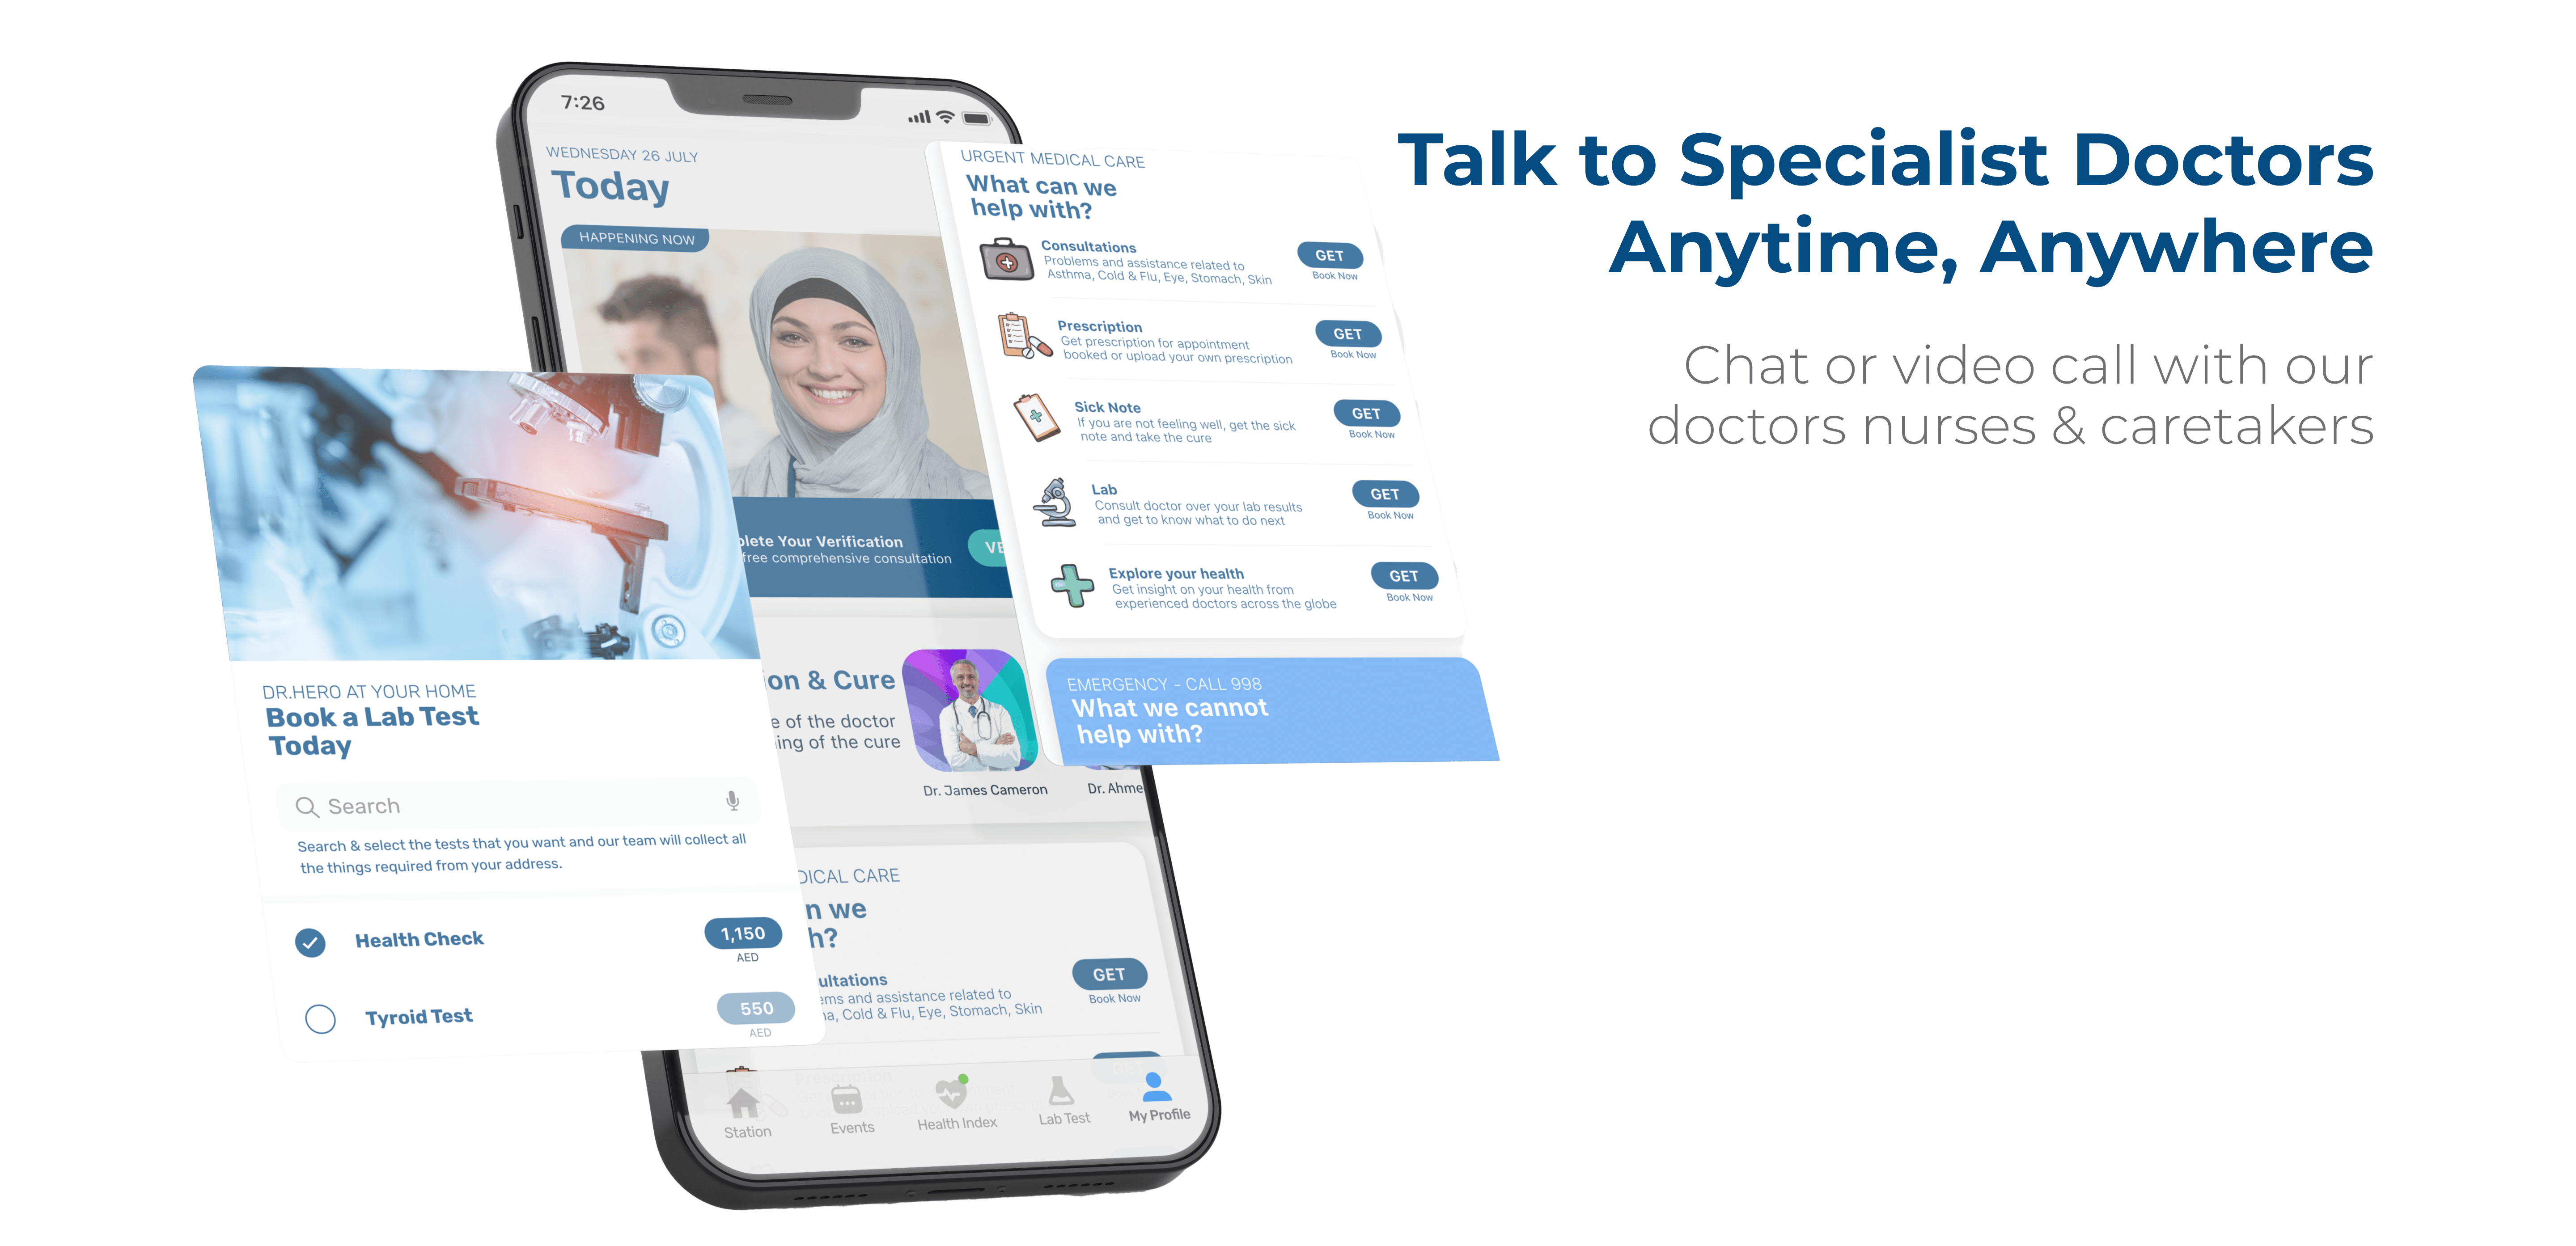 Talk to Specialist Doctors
Anytime, Anywhere
Chat or video call with our
doctors nurses & caretakers
7:26
WEDNESDAY 26 JULY
Today
HAPPENING NOW
plete Your Verification
free comprehensive consultation
VE
ion & Cure
e of the doctor
ing of the cure
Dr. James Cameron
Dr. Ahme
DICAL CARE
n we
h?
ultations
ems and assistance related to
na, Cold & Flu, Eye, Stomach, Skin
GET
Book Now
Prescription
GET
Station
Events
Health Index
Lab Test
My Profile
URGENT MEDICAL CARE
What can we
help with?
Consultations
Problems and assistance related to
Asthma, Cold & Flu, Eye, Stomach, Skin
GET
Book Now
Prescription
Get prescription for appointment
booked or upload your own prescription
GET
Book Now
Sick Note
If you are not feeling well, get the sick
note and take the cure
GET
Book Now
Lab
Consult doctor over your lab results
and get to know what to do next
GET
Book Now
Explore your health
Get insight on your health from
experienced doctors across the globe
GET
Book Now
EMERGENCY - CALL 998
What we cannot
help with?
DR.HERO AT YOUR HOME
Book a Lab Test
Today
Search
Search & select the tests that you want and our team will collect all
the things required from your address.
Health Check
1,150
AED
Tyroid Test
550
AED